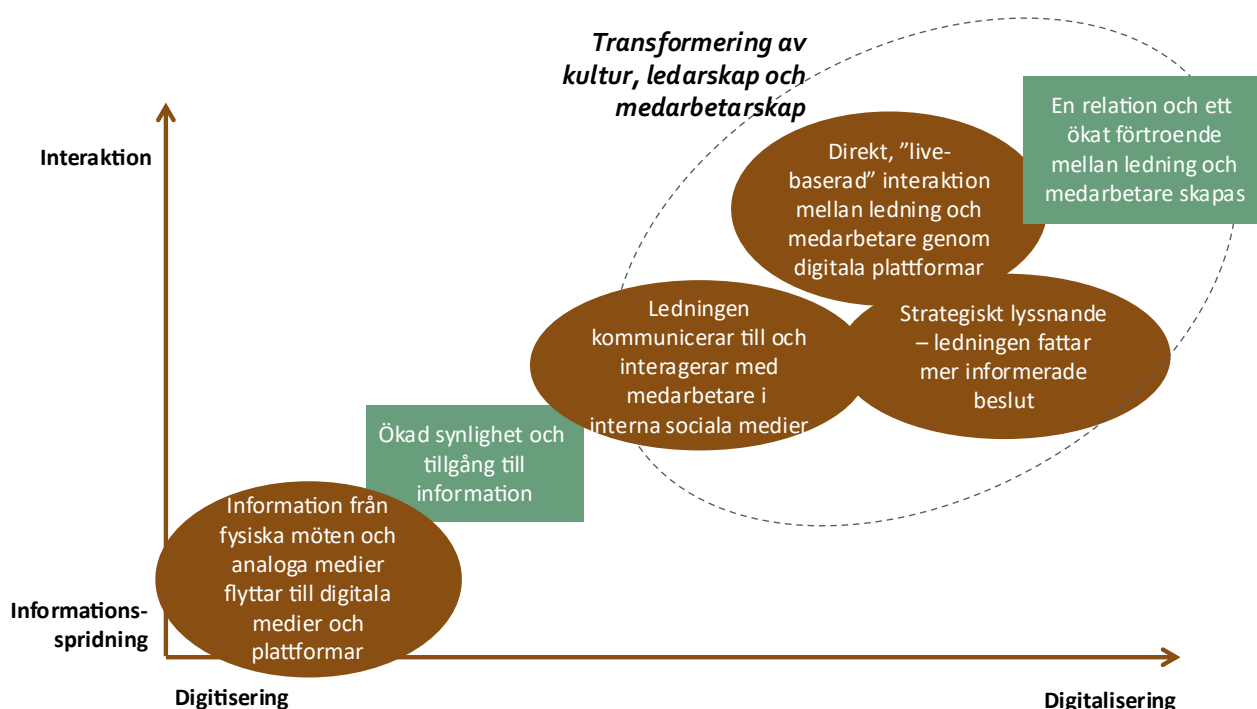 Transformering av
kultur, ledarskap och
medarbetarskap
Interaktion
En relation och ett
ökat förtroende
mellan ledning och
medarbetare skapas
Direkt, ”live-
baserad” interaktion
mellan ledning och
medarbetare genom
digitala plattformar
Ledningen
kommunicerar till och
interagerar med
medarbetare i
interna sociala medier
Strategiskt lyssnande
– ledningen fattar
mer informerade
beslut
Ökad synlighet och
tillgång till
information
Information från
fysiska möten och
analoga medier
flyttar till digitala
medier och
plattformar
Informations-
spridning
Digitisering
Digitalisering